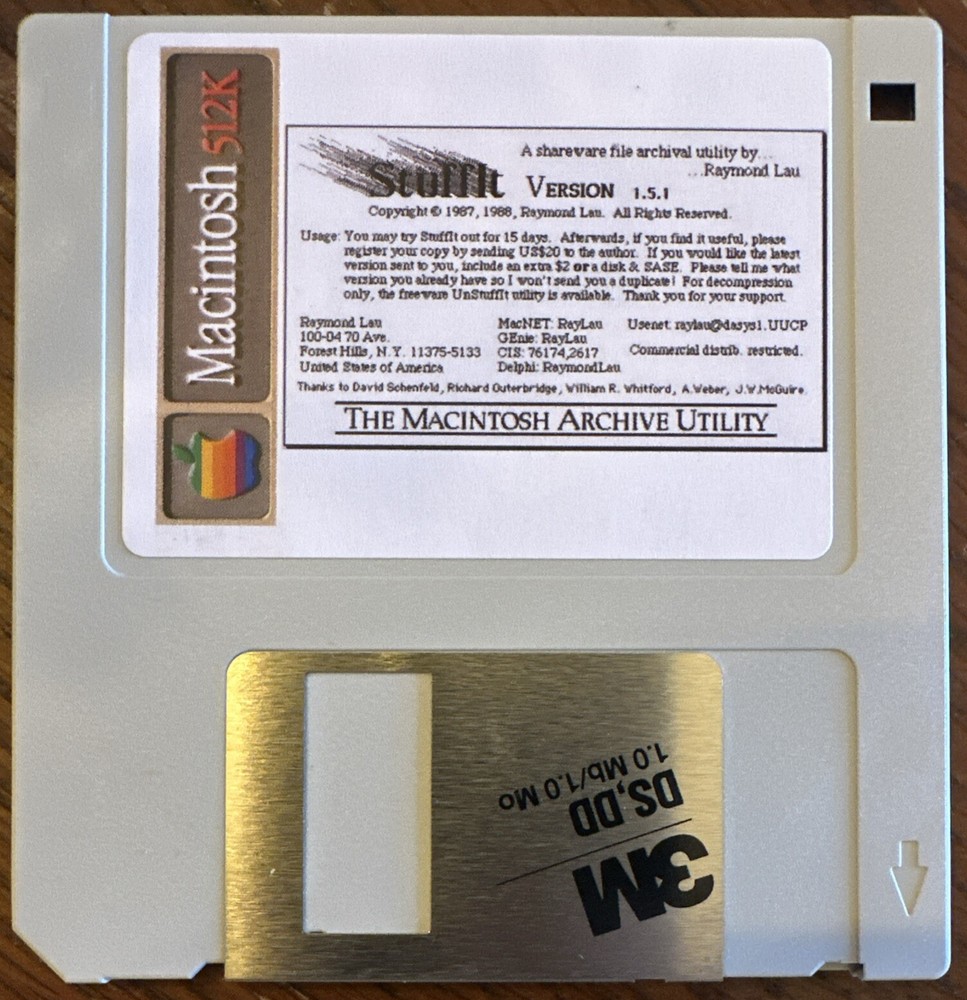 Macintosh 512K
StuffIt VERSION 1.5.1
A shareware file archival utility by...
...Raymond Lau
Copyright © 1987, 1988, Raymond Lau. All Rights Reserved.
Usage: You may try StuffIt out for 15 days. Afterwards, if you find it useful, please
register your copy by sending US$20 to the author. If you would like the latest
version sent to you, include an extra $2 or a disk & SASE. Please tell me what
version you already have so I won't send you a duplicate! For decompression
only, the freeware UnStuffIt utility is available. Thank you for your support.
Raymond Lau
100-04 70 Ave.
Forest Hills, N.Y. 11375-5133
United States of America
MacNET: RayLau
GEnie: RayLau
CIS: 76174,2617
Delphi: RaymondLau
Usenet: raylau@dasys1.UUCP
Commercial distrib. restricted.
Thanks to David Schenfeld, Richard Outerbridge, William R. Whitford, A.Weber, J.W.McGuire.
THE MACINTOSH ARCHIVE UTILITY
3M
DS,DD
1.0 Mb/1.0 Mo